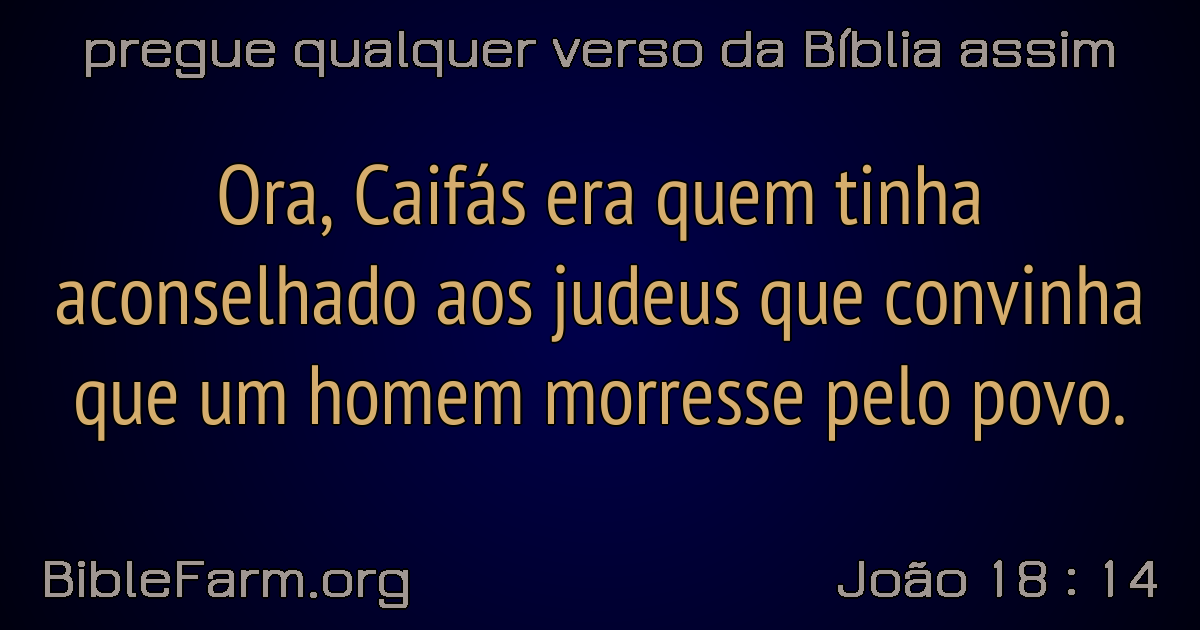 pregue qualquer verso da Bíblia assim
Ora, Caifás era quem tinha
aconselhado aos judeus que convinha
que um homem morresse pelo povo.
BibleFarm.org
João 18 : 14